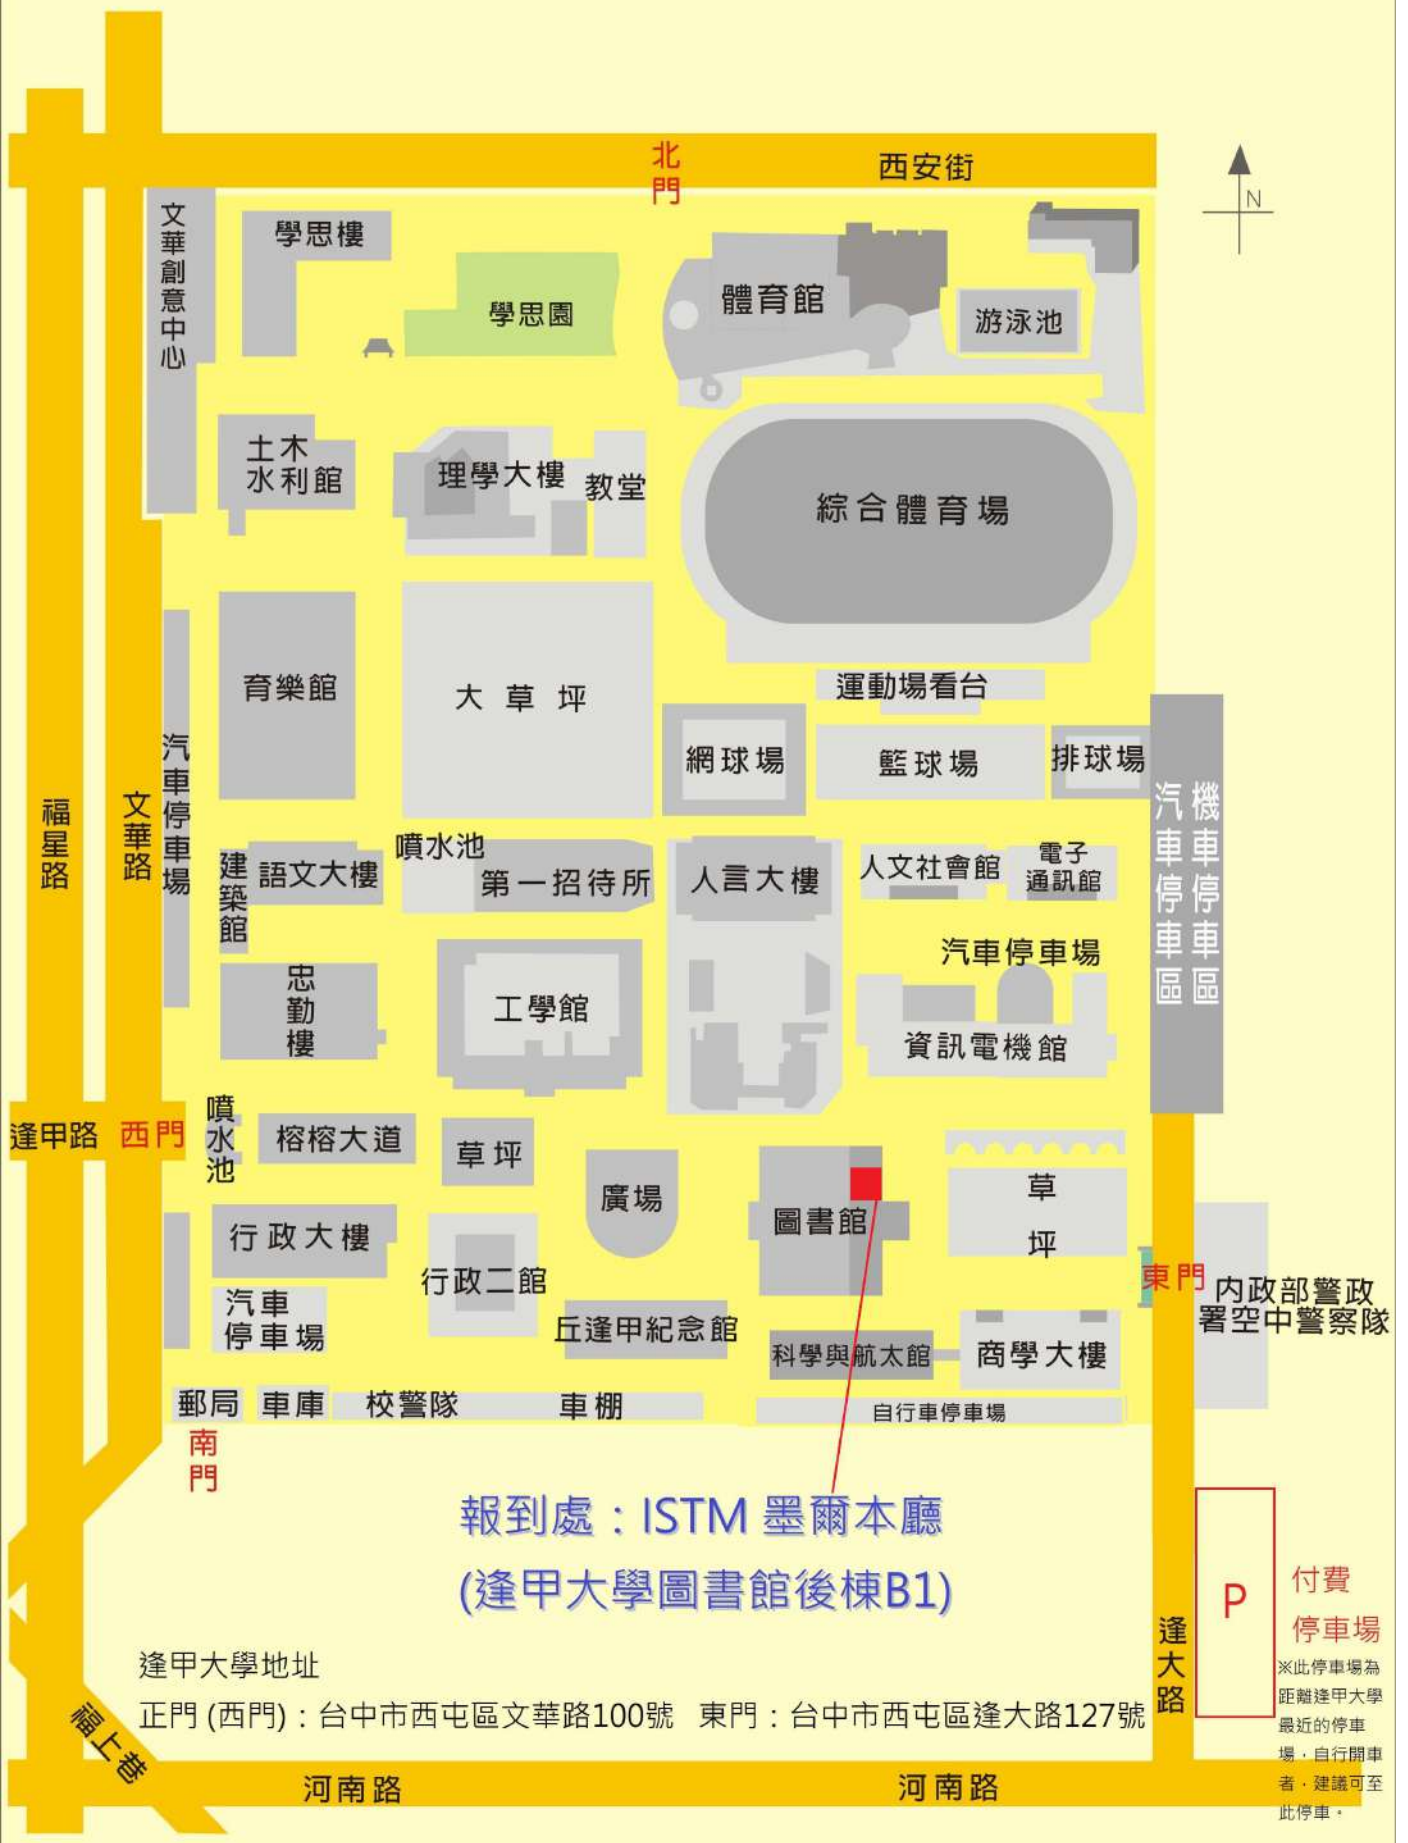 北門
西安街
N
文華創意中心
學思樓
學思園
體育館
游泳池
土木
水利館
理學大樓
教堂
綜合體育場
育樂館
大草坪
運動場看台
網球場
籃球場
排球場
福星路
文華路
汽車停車場
機車停車區
汽車停車區
建築館
語文大樓
噴水池
第一招待所
人言大樓
人文社會館
電子
通訊館
汽車停車場
忠勤樓
工學館
資訊電機館
逢甲路
西門
噴水池
榕榕大道
草坪
廣場
圖書館
草坪
行政大樓
行政二館
東門
內政部警政
署空中警察隊
汽車
停車場
丘逢甲紀念館
科學與航太館
商學大樓
郵局
車庫
校警隊
車棚
自行車停車場
南門
報到處：ISTM 墨爾本廳
(逢甲大學圖書館後棟B1)
P
付費
停車場
※此停車場為
距離逢甲大學
最近的停車
場，自行開車
者，建議可至
此停車。
逢大路
逢甲大學地址
正門 (西門)：台中市西屯區文華路100號 東門：台中市西屯區逢大路127號
福上巷
河南路
河南路